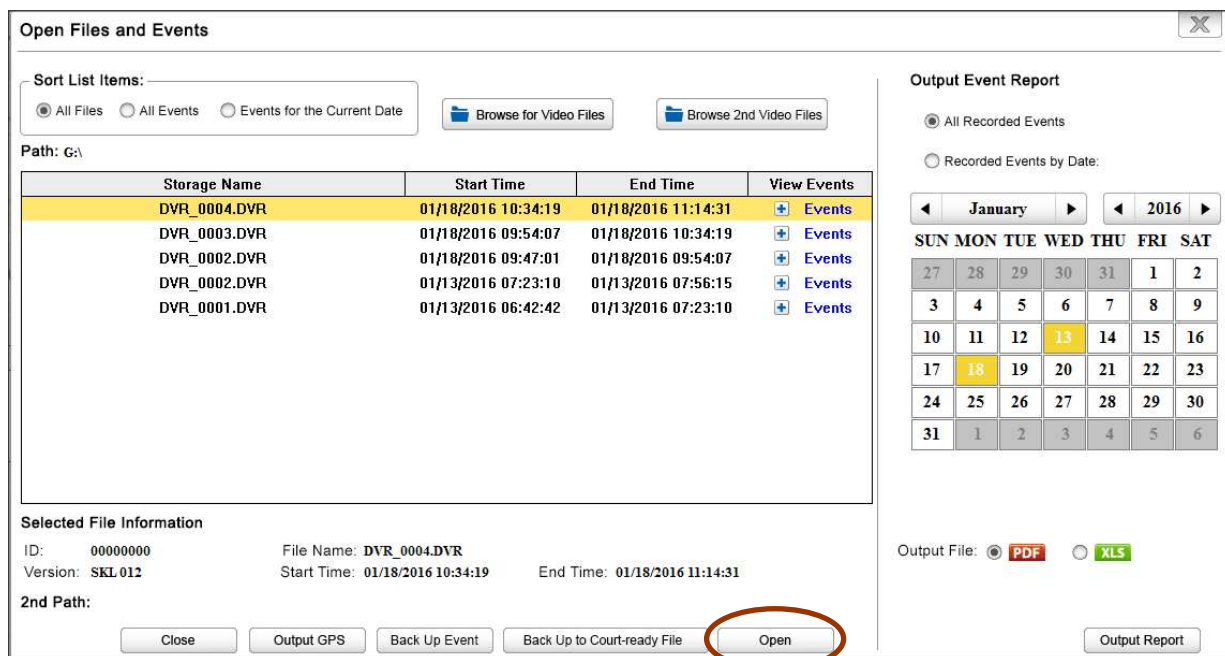 Open Files and Events
X
Sort List Items:
All Files All Events Events for the Current Date
Browse for Video Files
Browse 2nd Video Files
Path: G:\
Storage Name Start Time End Time View Events
DVR_0004.DVR 01/18/2016 10:34:19 01/18/2016 11:14:31 + Events
DVR_0003.DVR 01/18/2016 09:54:07 01/18/2016 10:34:19 + Events
DVR_0002.DVR 01/18/2016 09:47:01 01/18/2016 09:54:07 + Events
DVR_0002.DVR 01/13/2016 07:23:10 01/13/2016 07:56:15 + Events
DVR_0001.DVR 01/13/2016 06:42:42 01/13/2016 07:23:10 + Events
Selected File Information
ID: 00000000 File Name: DVR_0004.DVR
Version: SKL 012 Start Time: 01/18/2016 10:34:19 End Time: 01/18/2016 11:14:31
2nd Path:
Close Output GPS Back Up Event Back Up to Court-ready File Open
Output Event Report
All Recorded Events
Recorded Events by Date:
January 2016
SUN MON TUE WED THU FRI SAT
27 28 29 30 31 1 2
3 4 5 6 7 8 9
10 11 12 13 14 15 16
17 18 19 20 21 22 23
24 25 26 27 28 29 30
31 1 2 3 4 5 6
Output File: PDF XLS
Output Report